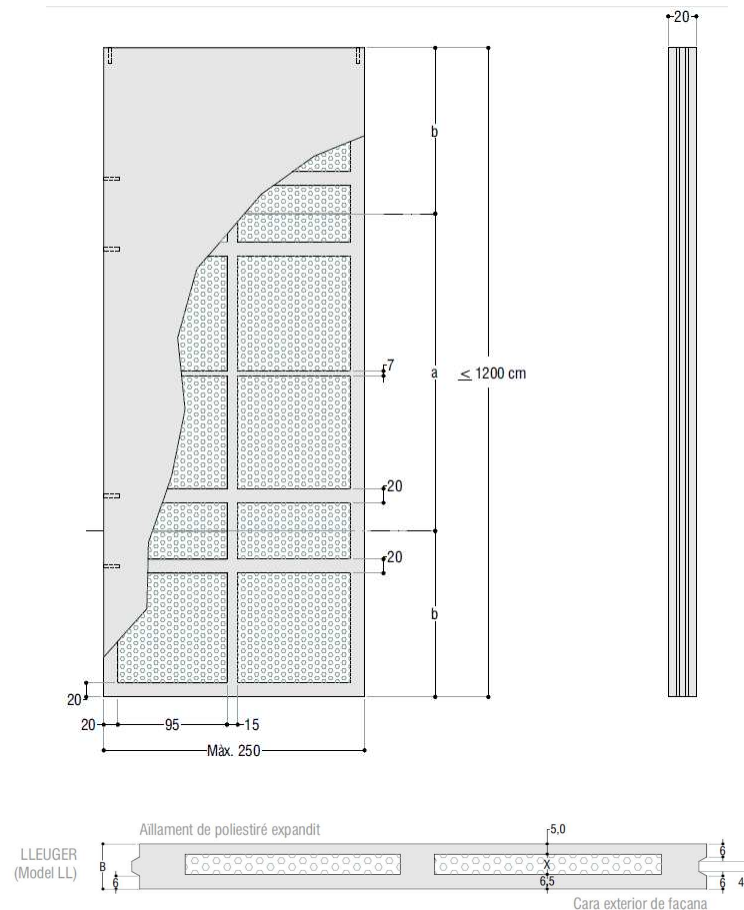 20
b
7
a
≤ 1200 cm
20
20
b
20
20
95
15
Màx. 250
Aïllament de poliestiré expandit
5,0
LLEUGER
(Model LL)
B
X
6
6
6,5
6
4
Cara exterior de façana